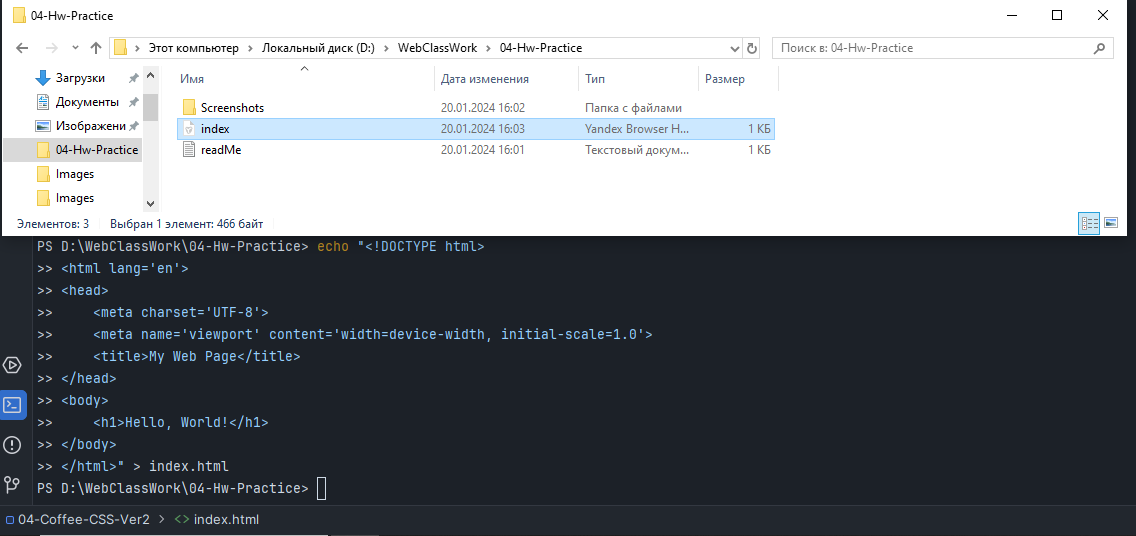 04-Hw-Practice
Этот компьютер > Локальный диск (D:) > WebClassWork > 04-Hw-Practice
Поиск в: 04-Hw-Practice
Загрузки
Документы
Изображени
04-Hw-Practice
Images
Images
Имя Дата изменения Тип Размер
Screenshots 20.01.2024 16:02 Папка с файлами
index 20.01.2024 16:03 Yandex Browser H... 1 КБ
readMe 20.01.2024 16:01 Текстовый докум... 1 КБ
Элементов: 3 Выбран 1 элемент: 466 байт
PS D:\WebClassWork\04-Hw-Practice> echo "<!DOCTYPE html>
>> <html lang='en'>
>> <head>
>>     <meta charset='UTF-8'>
>>     <meta name='viewport' content='width=device-width, initial-scale=1.0'>
>>     <title>My Web Page</title>
>> </head>
>> <body>
>>     <h1>Hello, World!</h1>
>> </body>
>> </html>" > index.html
PS D:\WebClassWork\04-Hw-Practice>
04-Coffee-CSS-Ver2 > <> index.html